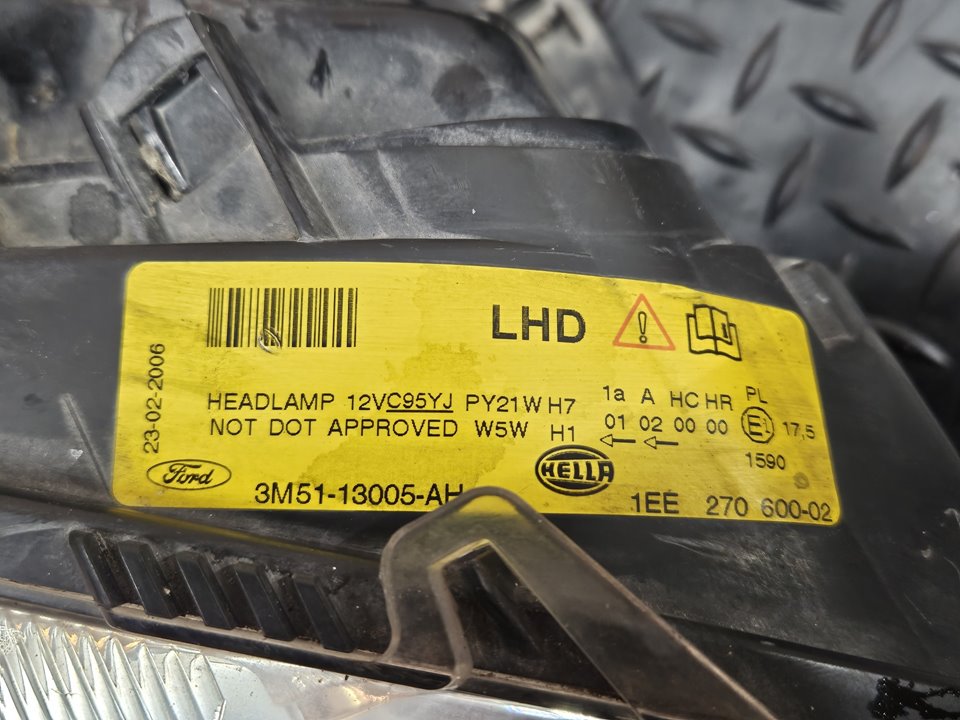 LHD
23-02-2006
HEADLAMP 12VC95YJ PY21W H7
NOT DOT APPROVED W5W H1
1a A HC HR PL
01 02 00 00 E1 17,5
1590
Ford
3M51-13005-AH
HELLA
1EE 270 600-02